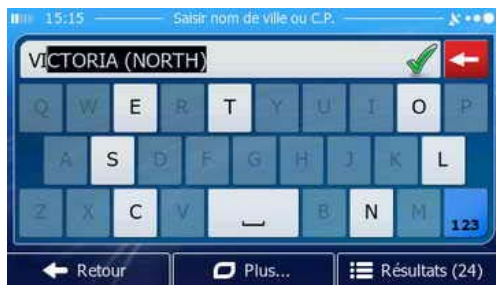 15:15 Saisir nom de ville ou C.P.
VICTORIA (NORTH)
Q W E R T Y U I O P
A S D F G H J K L
Z X C V B N M 123
Retour Plus... Résultats (24)